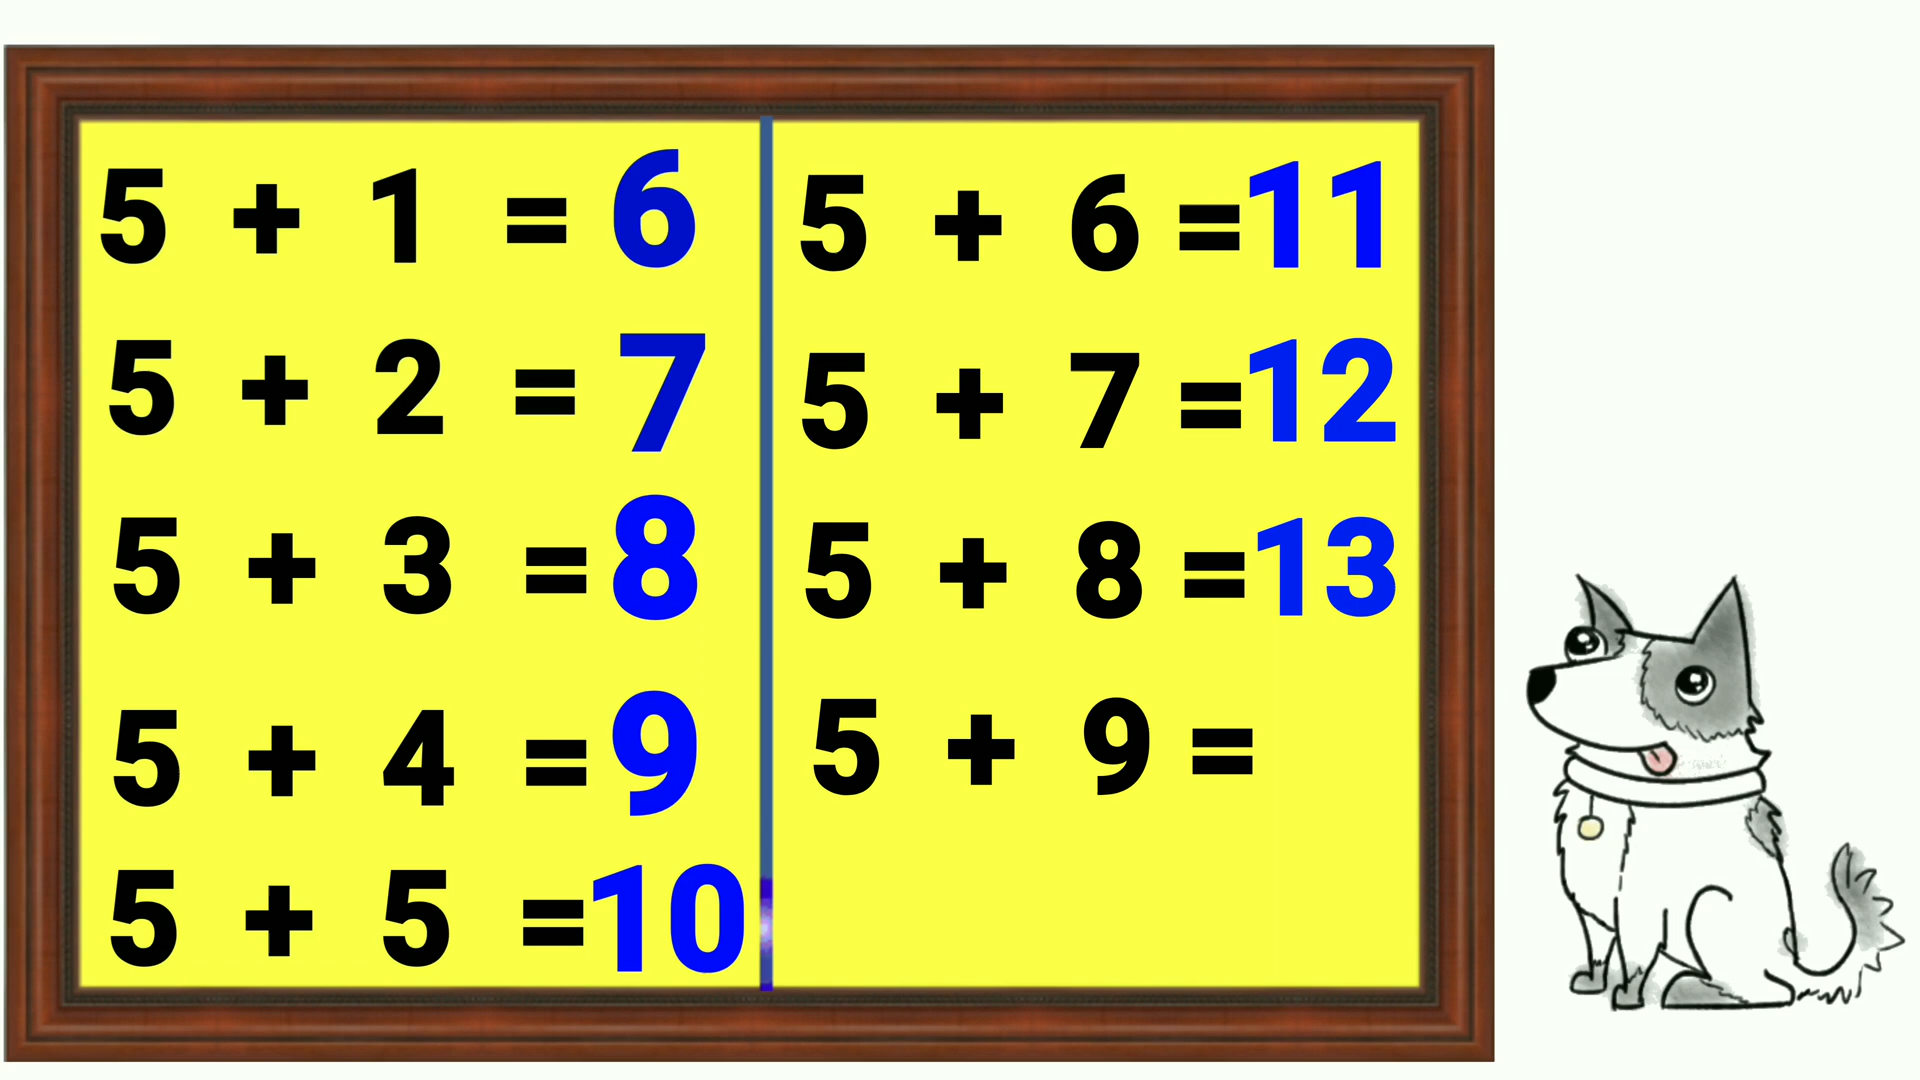 5 + 1 = 6
5 + 2 = 7
5 + 3 = 8
5 + 4 = 9
5 + 5 = 10
5 + 6 = 11
5 + 7 = 12
5 + 8 = 13
5 + 9 =